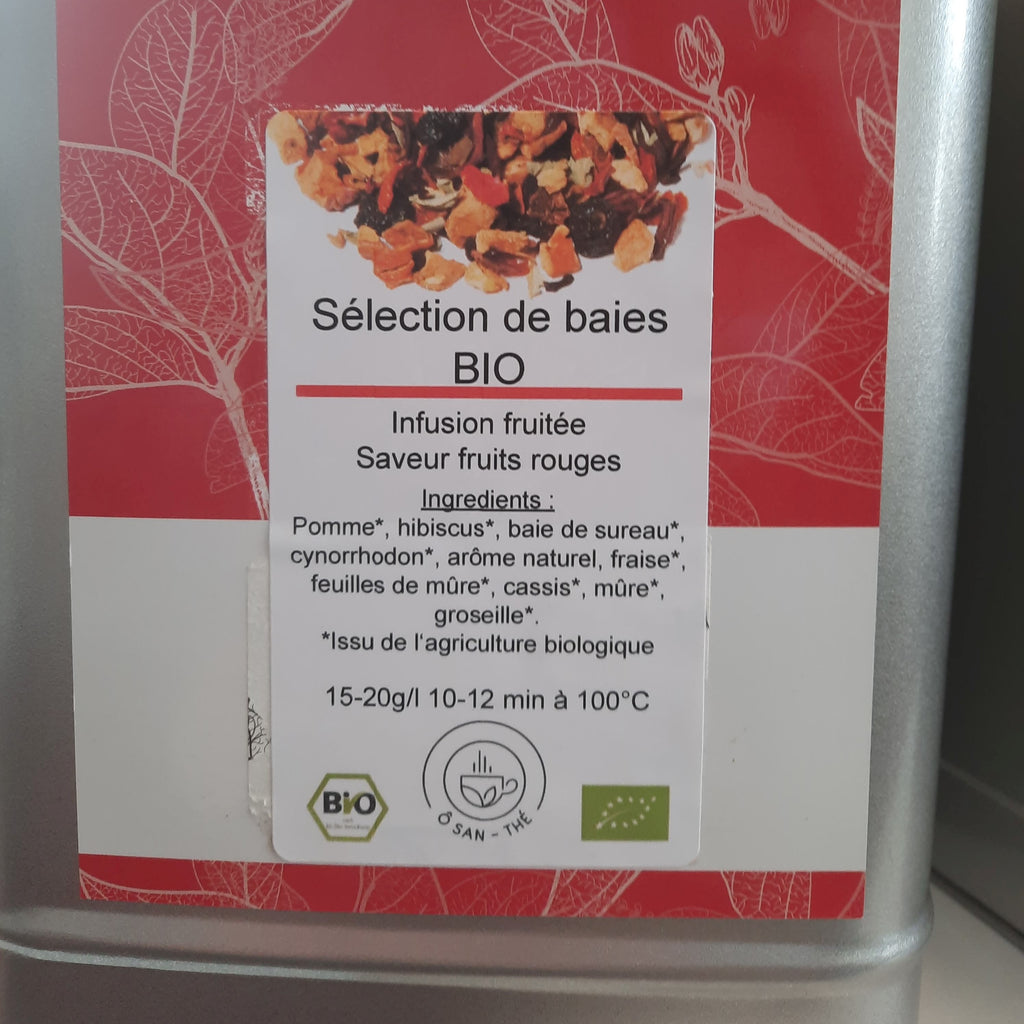 Sélection de baies
BIO
Infusion fruitée
Saveur fruits rouges
Ingredients :
Pomme*, hibiscus*, baie de sureau*,
cynorrhodon*, arôme naturel, fraise*,
feuilles de mûre*, cassis*, mûre*,
groseille*.
*Issu de l'agriculture biologique
15-20g/l 10-12 min à 100°C
BiO
Ô SAN - THÉ